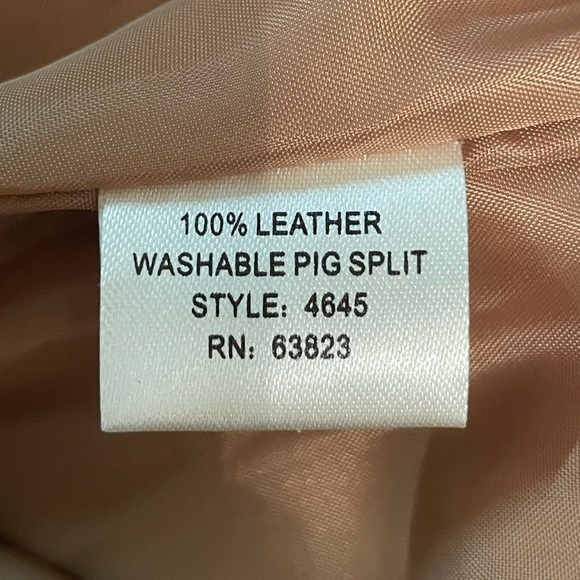 100% LEATHER
WASHABLE PIG SPLIT
STYLE: 4645
RN: 63823